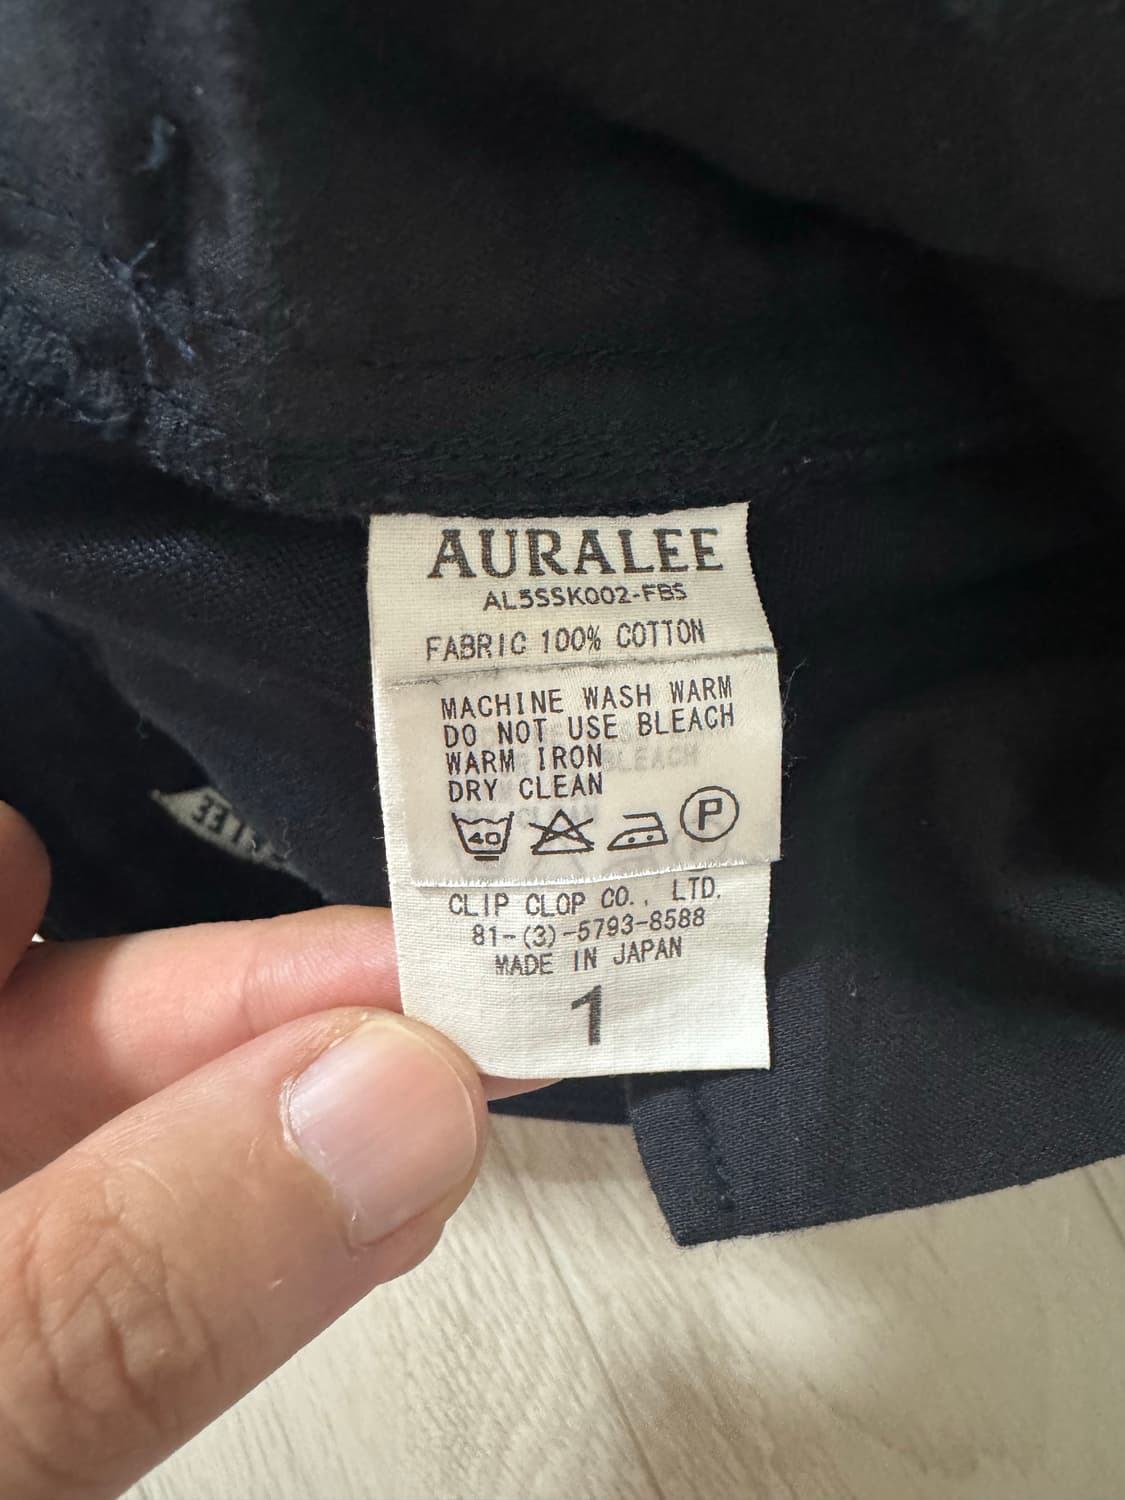 AURALEE
AL5SSK002-FBS
FABRIC 100% COTTON
MACHINE WASH WARM
DO NOT USE BLEACH
WARM IRON
DRY CLEAN
40
P
CLIP CLOP CO., LTD.
81-(3)-5793-8588
MADE IN JAPAN
1